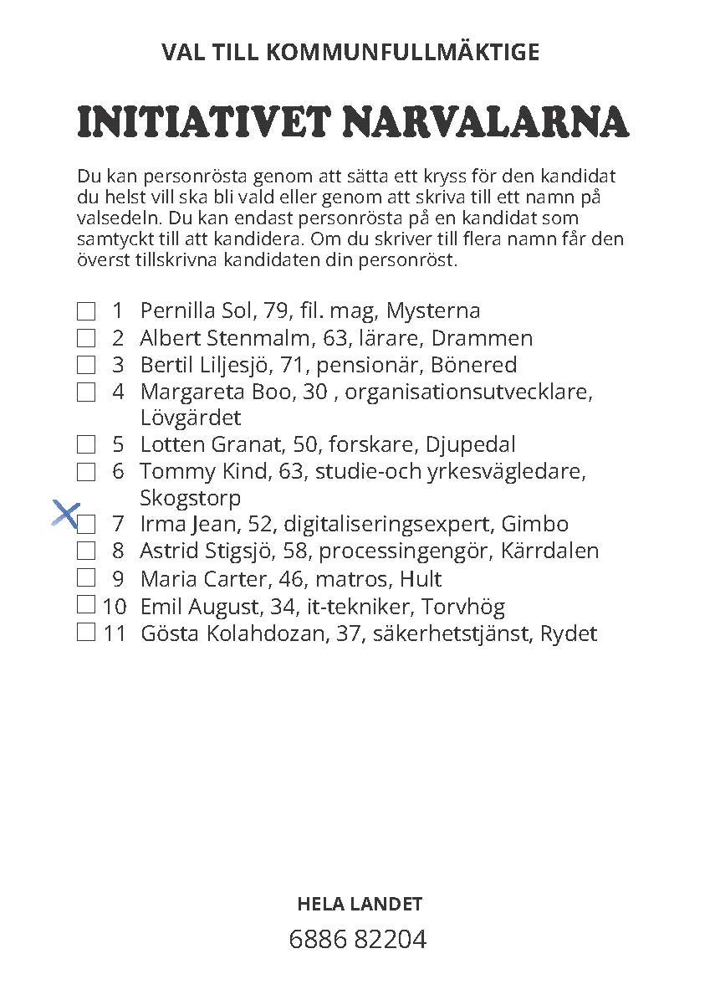 VAL TILL KOMMUNFULLMÄKTIGE
INITIATIVET NARVALARNA
Du kan personrösta genom att sätta ett kryss för den kandidat
du helst vill ska bli vald eller genom att skriva till ett namn på
valsedeln. Du kan endast personrösta på en kandidat som
samtyckt till att kandidera. Om du skriver till flera namn får den
överst tillskrivna kandidaten din personröst.
1 Pernilla Sol, 79, fil. mag, Mysterna
2 Albert Stenmalm, 63, lärare, Drammen
3 Bertil Liljesjö, 71, pensionär, Bönered
4 Margareta Boo, 30 , organisationsutvecklare,
Lövgärdet
5 Lotten Granat, 50, forskare, Djupedal
6 Tommy Kind, 63, studie-och yrkesvägledare,
Skogstorp
7 Irma Jean, 52, digitaliseringsexpert, Gimbo
8 Astrid Stigsjö, 58, processingengör, Kärrdalen
9 Maria Carter, 46, matros, Hult
10 Emil August, 34, it-tekniker, Torvhög
11 Gösta Kolahdozan, 37, säkerhetstjänst, Rydet
HELA LANDET
6886 82204